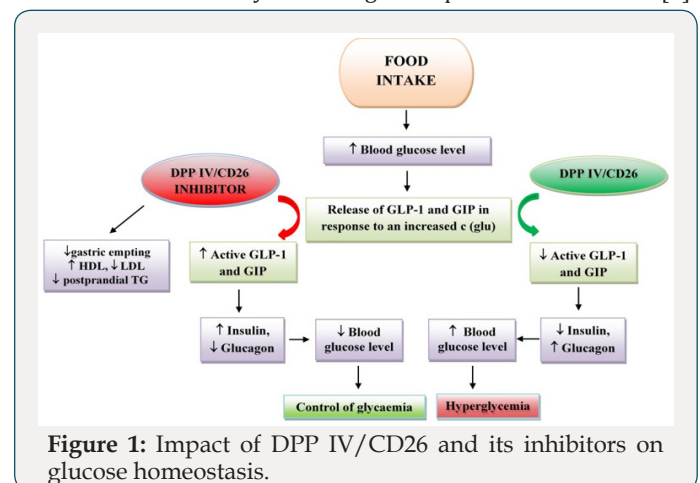 FOOD
INTAKE
↑ Blood glucose level
DPP IV/CD26
INHIBITOR
DPP IV/CD26
Release of GLP-1 and GIP in
response to an increased c (glu)
↓gastric empting
↑ HDL, ↓ LDL
↓ postprandial TG
↑ Active GLP-1
and GIP
↓ Active GLP-1
and GIP
↑ Insulin,
↓ Glucagon
↓ Blood
glucose level
↑ Blood
glucose level
↓ Insulin,
↑ Glucagon
Control of glycaemia
Hyperglycemia
Figure 1: Impact of DPP IV/CD26 and its inhibitors on
glucose homeostasis.